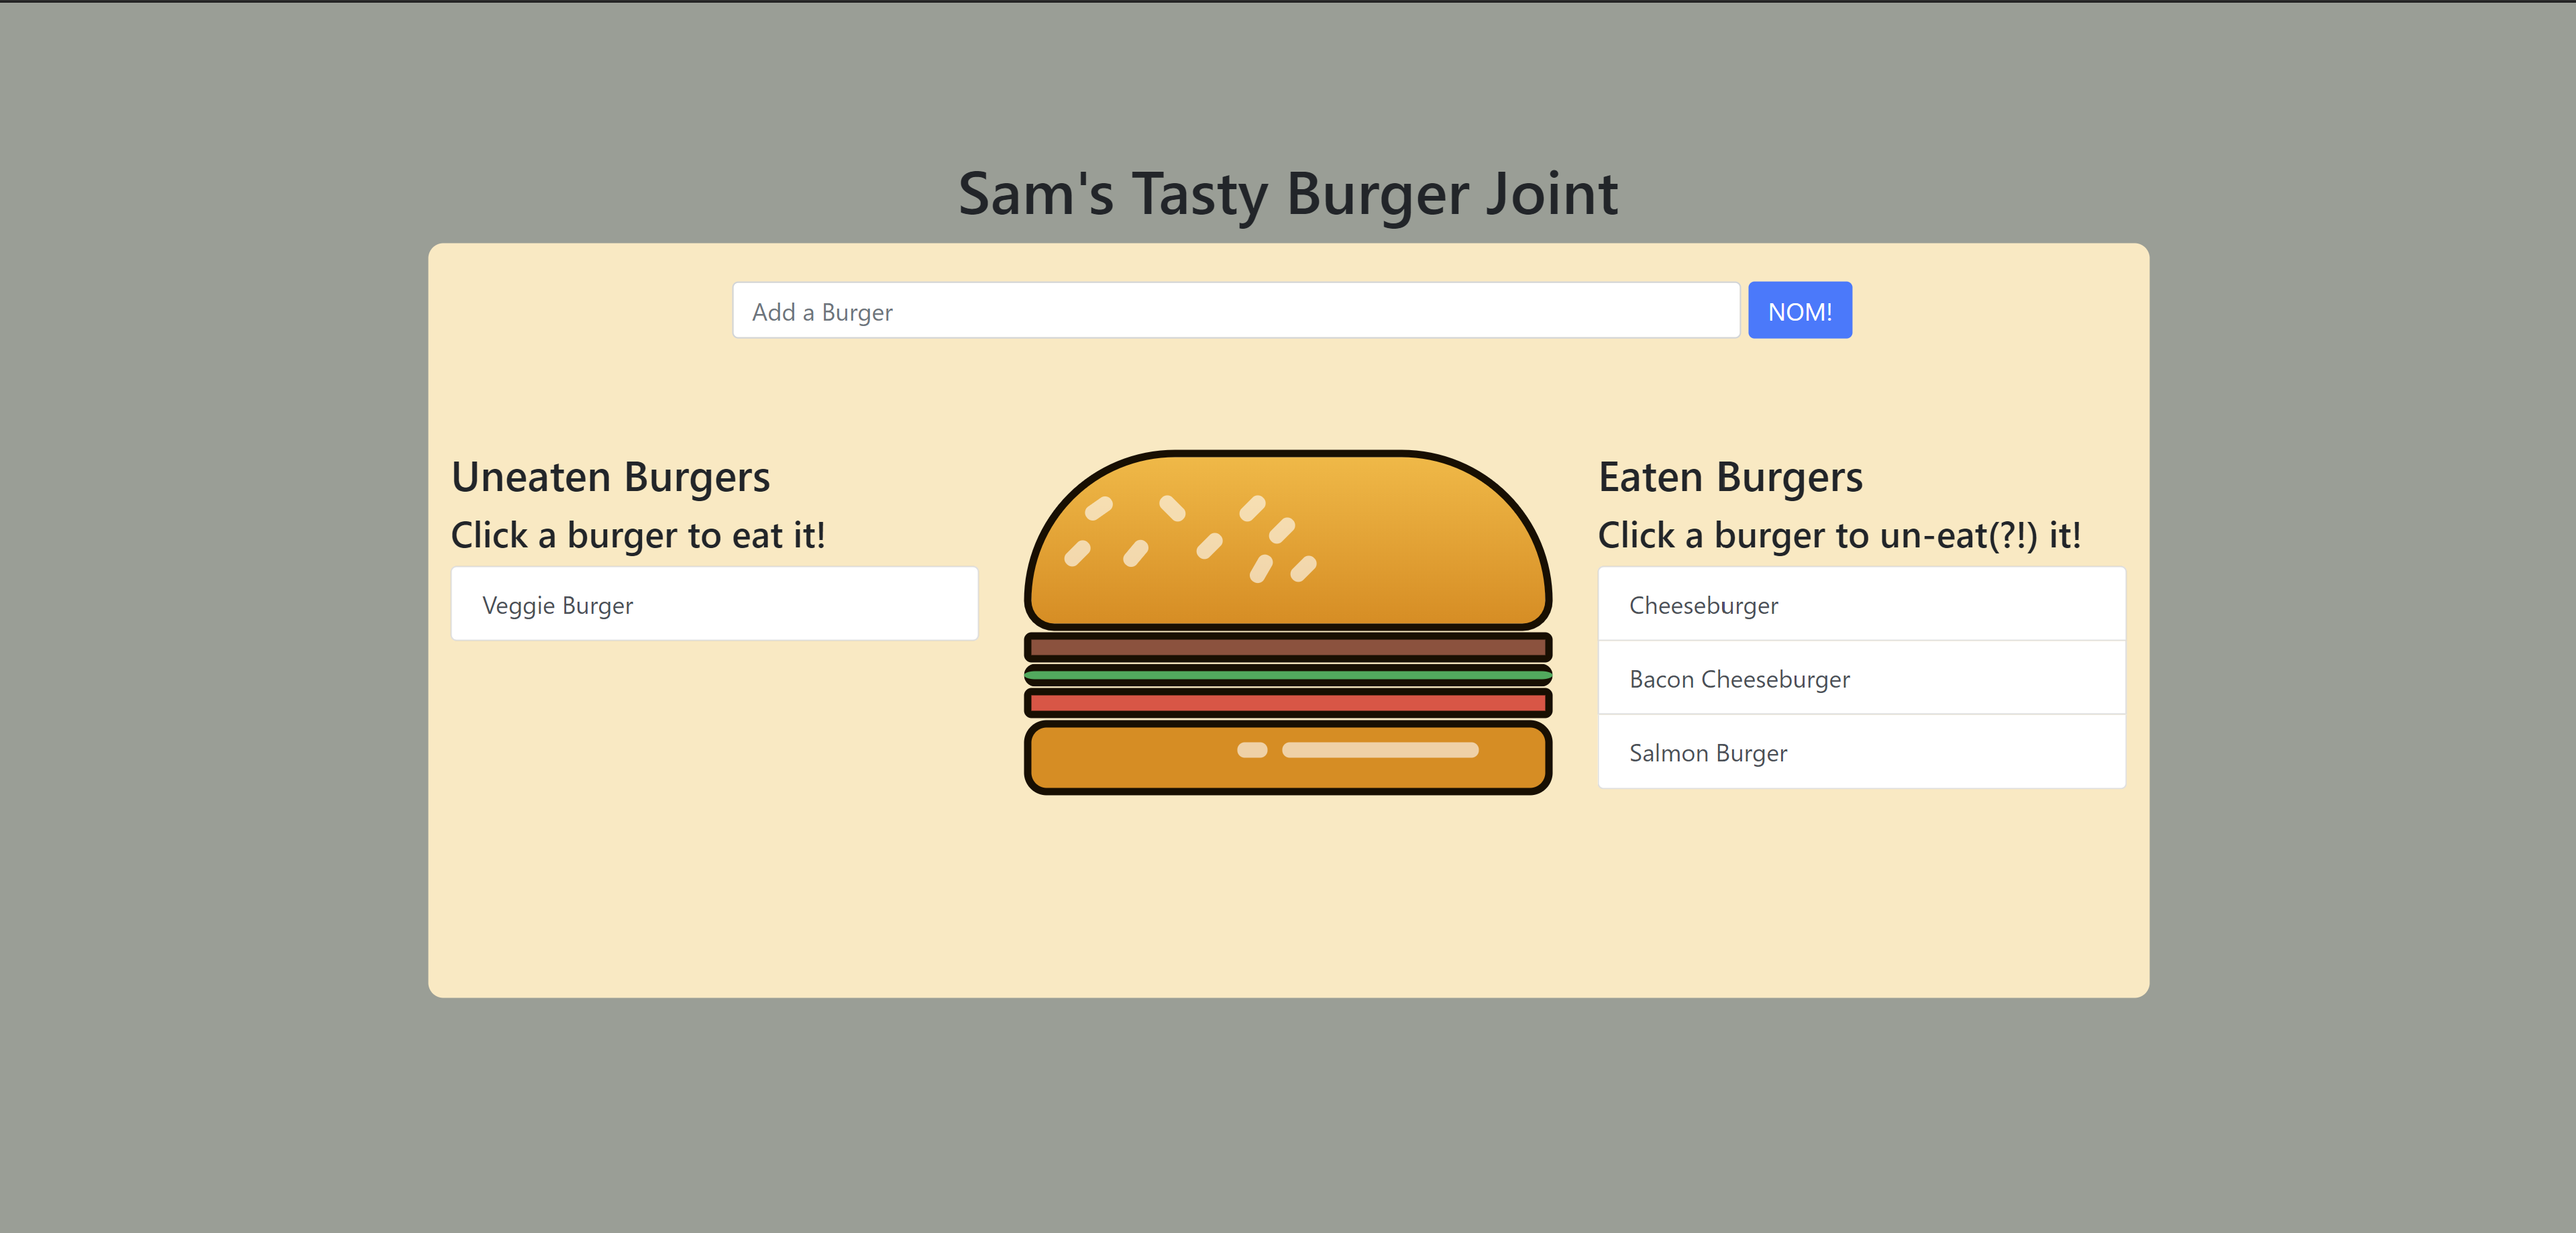 Sam's Tasty Burger Joint
Add a Burger
NOM!
Uneaten Burgers
Click a burger to eat it!
Veggie Burger
Eaten Burgers
Click a burger to un-eat(?!) it!
Cheeseburger
Bacon Cheeseburger
Salmon Burger